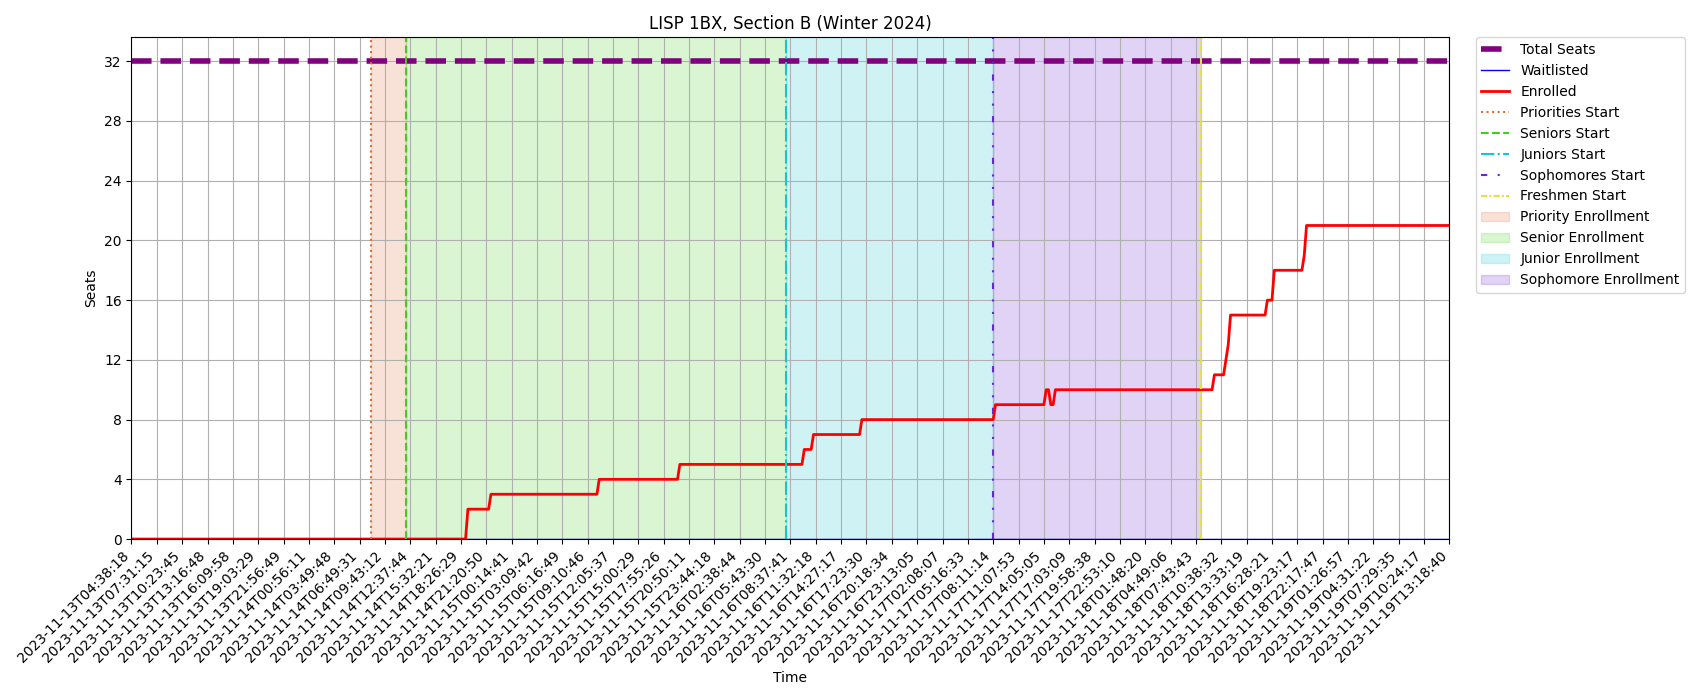 LISP 1BX, Section B (Winter 2024)
Total Seats
Waitlisted
Enrolled
Priorities Start
Seniors Start
Juniors Start
Sophomores Start
Freshmen Start
Priority Enrollment
Senior Enrollment
Junior Enrollment
Sophomore Enrollment
Seats
32
28
24
20
16
12
8
4
0
2023-11-13T04:38:18
2023-11-13T07:31:15
2023-11-13T10:23:45
2023-11-13T13:16:48
2023-11-13T16:09:58
2023-11-13T19:03:29
2023-11-13T21:56:49
2023-11-14T00:56:11
2023-11-14T03:49:48
2023-11-14T06:49:31
2023-11-14T09:43:12
2023-11-14T12:37:44
2023-11-14T15:32:21
2023-11-14T18:26:29
2023-11-14T21:20:50
2023-11-15T00:14:41
2023-11-15T03:09:42
2023-11-15T06:16:49
2023-11-15T09:10:46
2023-11-15T12:05:37
2023-11-15T15:00:29
2023-11-15T17:55:26
2023-11-15T20:50:11
2023-11-15T23:44:18
2023-11-16T02:38:44
2023-11-16T05:43:30
2023-11-16T08:37:41
2023-11-16T11:32:18
2023-11-16T14:27:17
2023-11-16T17:23:30
2023-11-16T20:18:34
2023-11-16T23:13:05
2023-11-17T02:08:07
2023-11-17T05:16:33
2023-11-17T08:11:14
2023-11-17T11:07:53
2023-11-17T14:05:05
2023-11-17T17:03:09
2023-11-17T19:58:38
2023-11-17T22:53:10
2023-11-18T01:48:20
2023-11-18T04:49:06
2023-11-18T07:43:43
2023-11-18T10:38:32
2023-11-18T13:33:19
2023-11-18T16:28:21
2023-11-18T19:23:17
2023-11-18T22:17:47
2023-11-19T01:26:57
2023-11-19T04:31:22
2023-11-19T07:29:35
2023-11-19T10:24:17
2023-11-19T13:18:40
Time